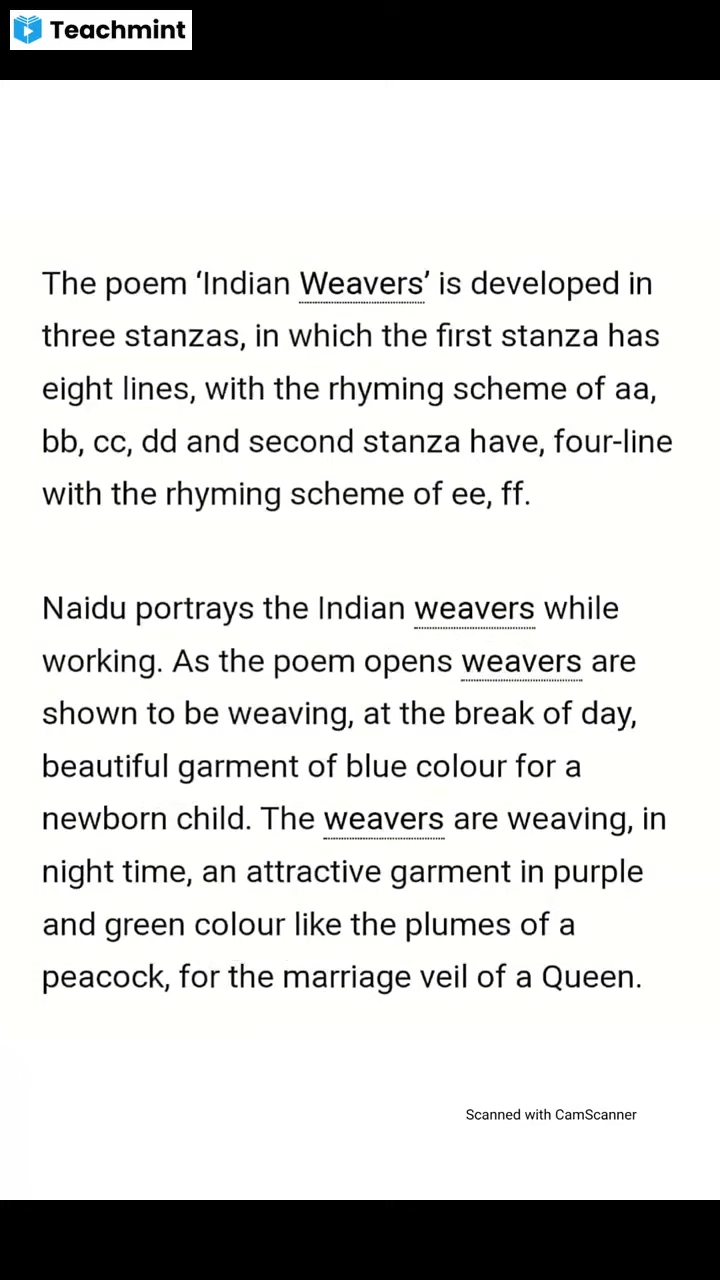 Teachmint
The poem ‘Indian Weavers’ is developed in
three stanzas, in which the first stanza has
eight lines, with the rhyming scheme of aa,
bb, cc, dd and second stanza have, four-line
with the rhyming scheme of ee, ff.
Naidu portrays the Indian weavers while
working. As the poem opens weavers are
shown to be weaving, at the break of day,
beautiful garment of blue colour for a
newborn child. The weavers are weaving, in
night time, an attractive garment in purple
and green colour like the plumes of a
peacock, for the marriage veil of a Queen.
Scanned with CamScanner